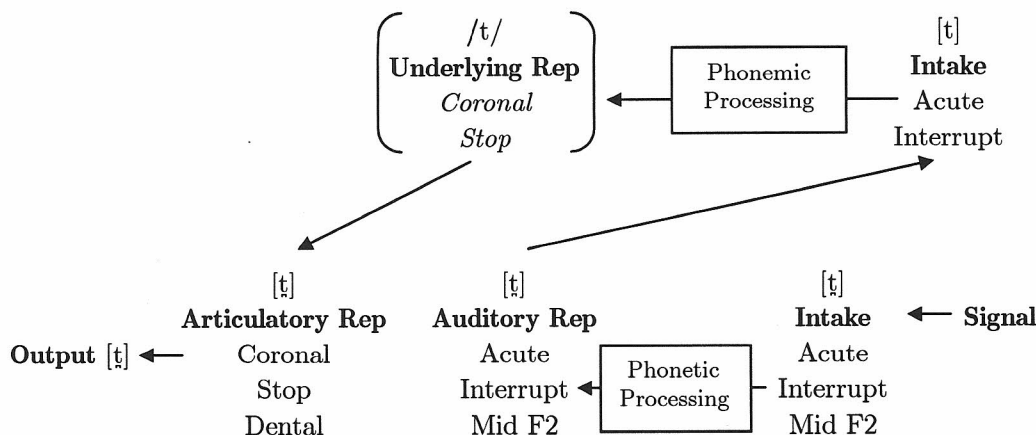 /t/
Underlying Rep
Coronal
Stop
Phonemic
Processing
[t]
Intake
Acute
Interrupt
Output [t̪]
[t̪]
Articulatory Rep
Coronal
Stop
Dental
[t̪]
Auditory Rep
Acute
Interrupt
Mid F2
Phonetic
Processing
[t̪]
Intake
Acute
Interrupt
Mid F2
Signal